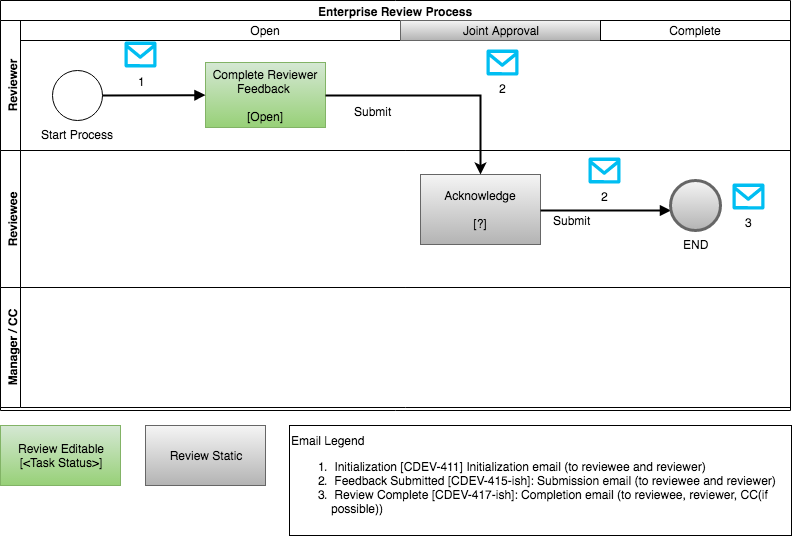 Enterprise Review Process
Open
Joint Approval
Complete
Reviewer
1
Start Process
Complete Reviewer
Feedback
[Open]
Submit
2
Reviewee
Acknowledge
[?]
2
Submit
END
3
Manager / CC
Review Editable
[<Task Status>]
Review Static
Email Legend
1. Initialization [CDEV-411] Initialization email (to reviewee and reviewer)
2. Feedback Submitted [CDEV-415-ish]: Submission email (to reviewee and reviewer)
3. Review Complete [CDEV-417-ish]: Completion email (to reviewee, reviewer, CC(if
possible))